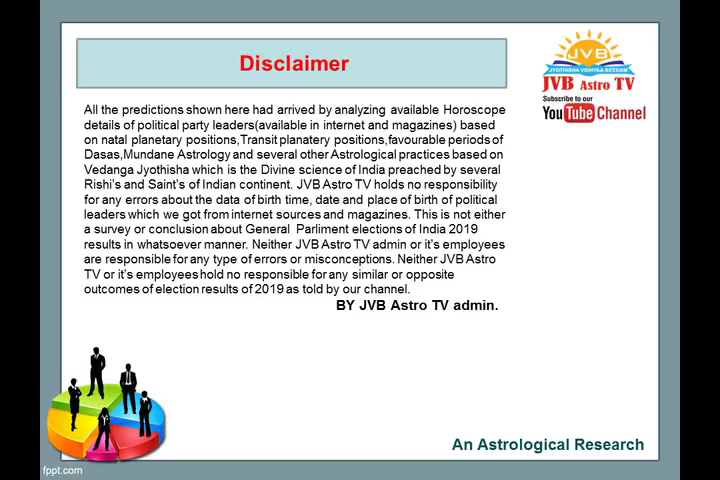 Disclaimer
JVB
JYOTHISHA VIDHYAA BEEDAM
JVB Astro TV
Subscribe to our
YouTube Channel
All the predictions shown here had arrived by analyzing available Horoscope
details of political party leaders(available in internet and magazines) based
on natal planetary positions,Transit planatery positions,favourable periods of
Dasas,Mundane Astrology and several other Astrological practices based on
Vedanga Jyothisha which is the Divine science of India preached by several
Rishi's and Saint's of Indian continent. JVB Astro TV holds no responsibility
for any errors about the data of birth time, date and place of birth of political
leaders which we got from internet sources and magazines. This is not either
a survey or conclusion about General Parliment elections of India 2019
results in whatsoever manner. Neither JVB Astro TV admin or it's employees
are responsible for any type of errors or misconceptions. Neither JVB Astro
TV or it's employees hold no responsible for any similar or opposite
outcomes of election results of 2019 as told by our channel.
BY JVB Astro TV admin.
An Astrological Research
fppt.com